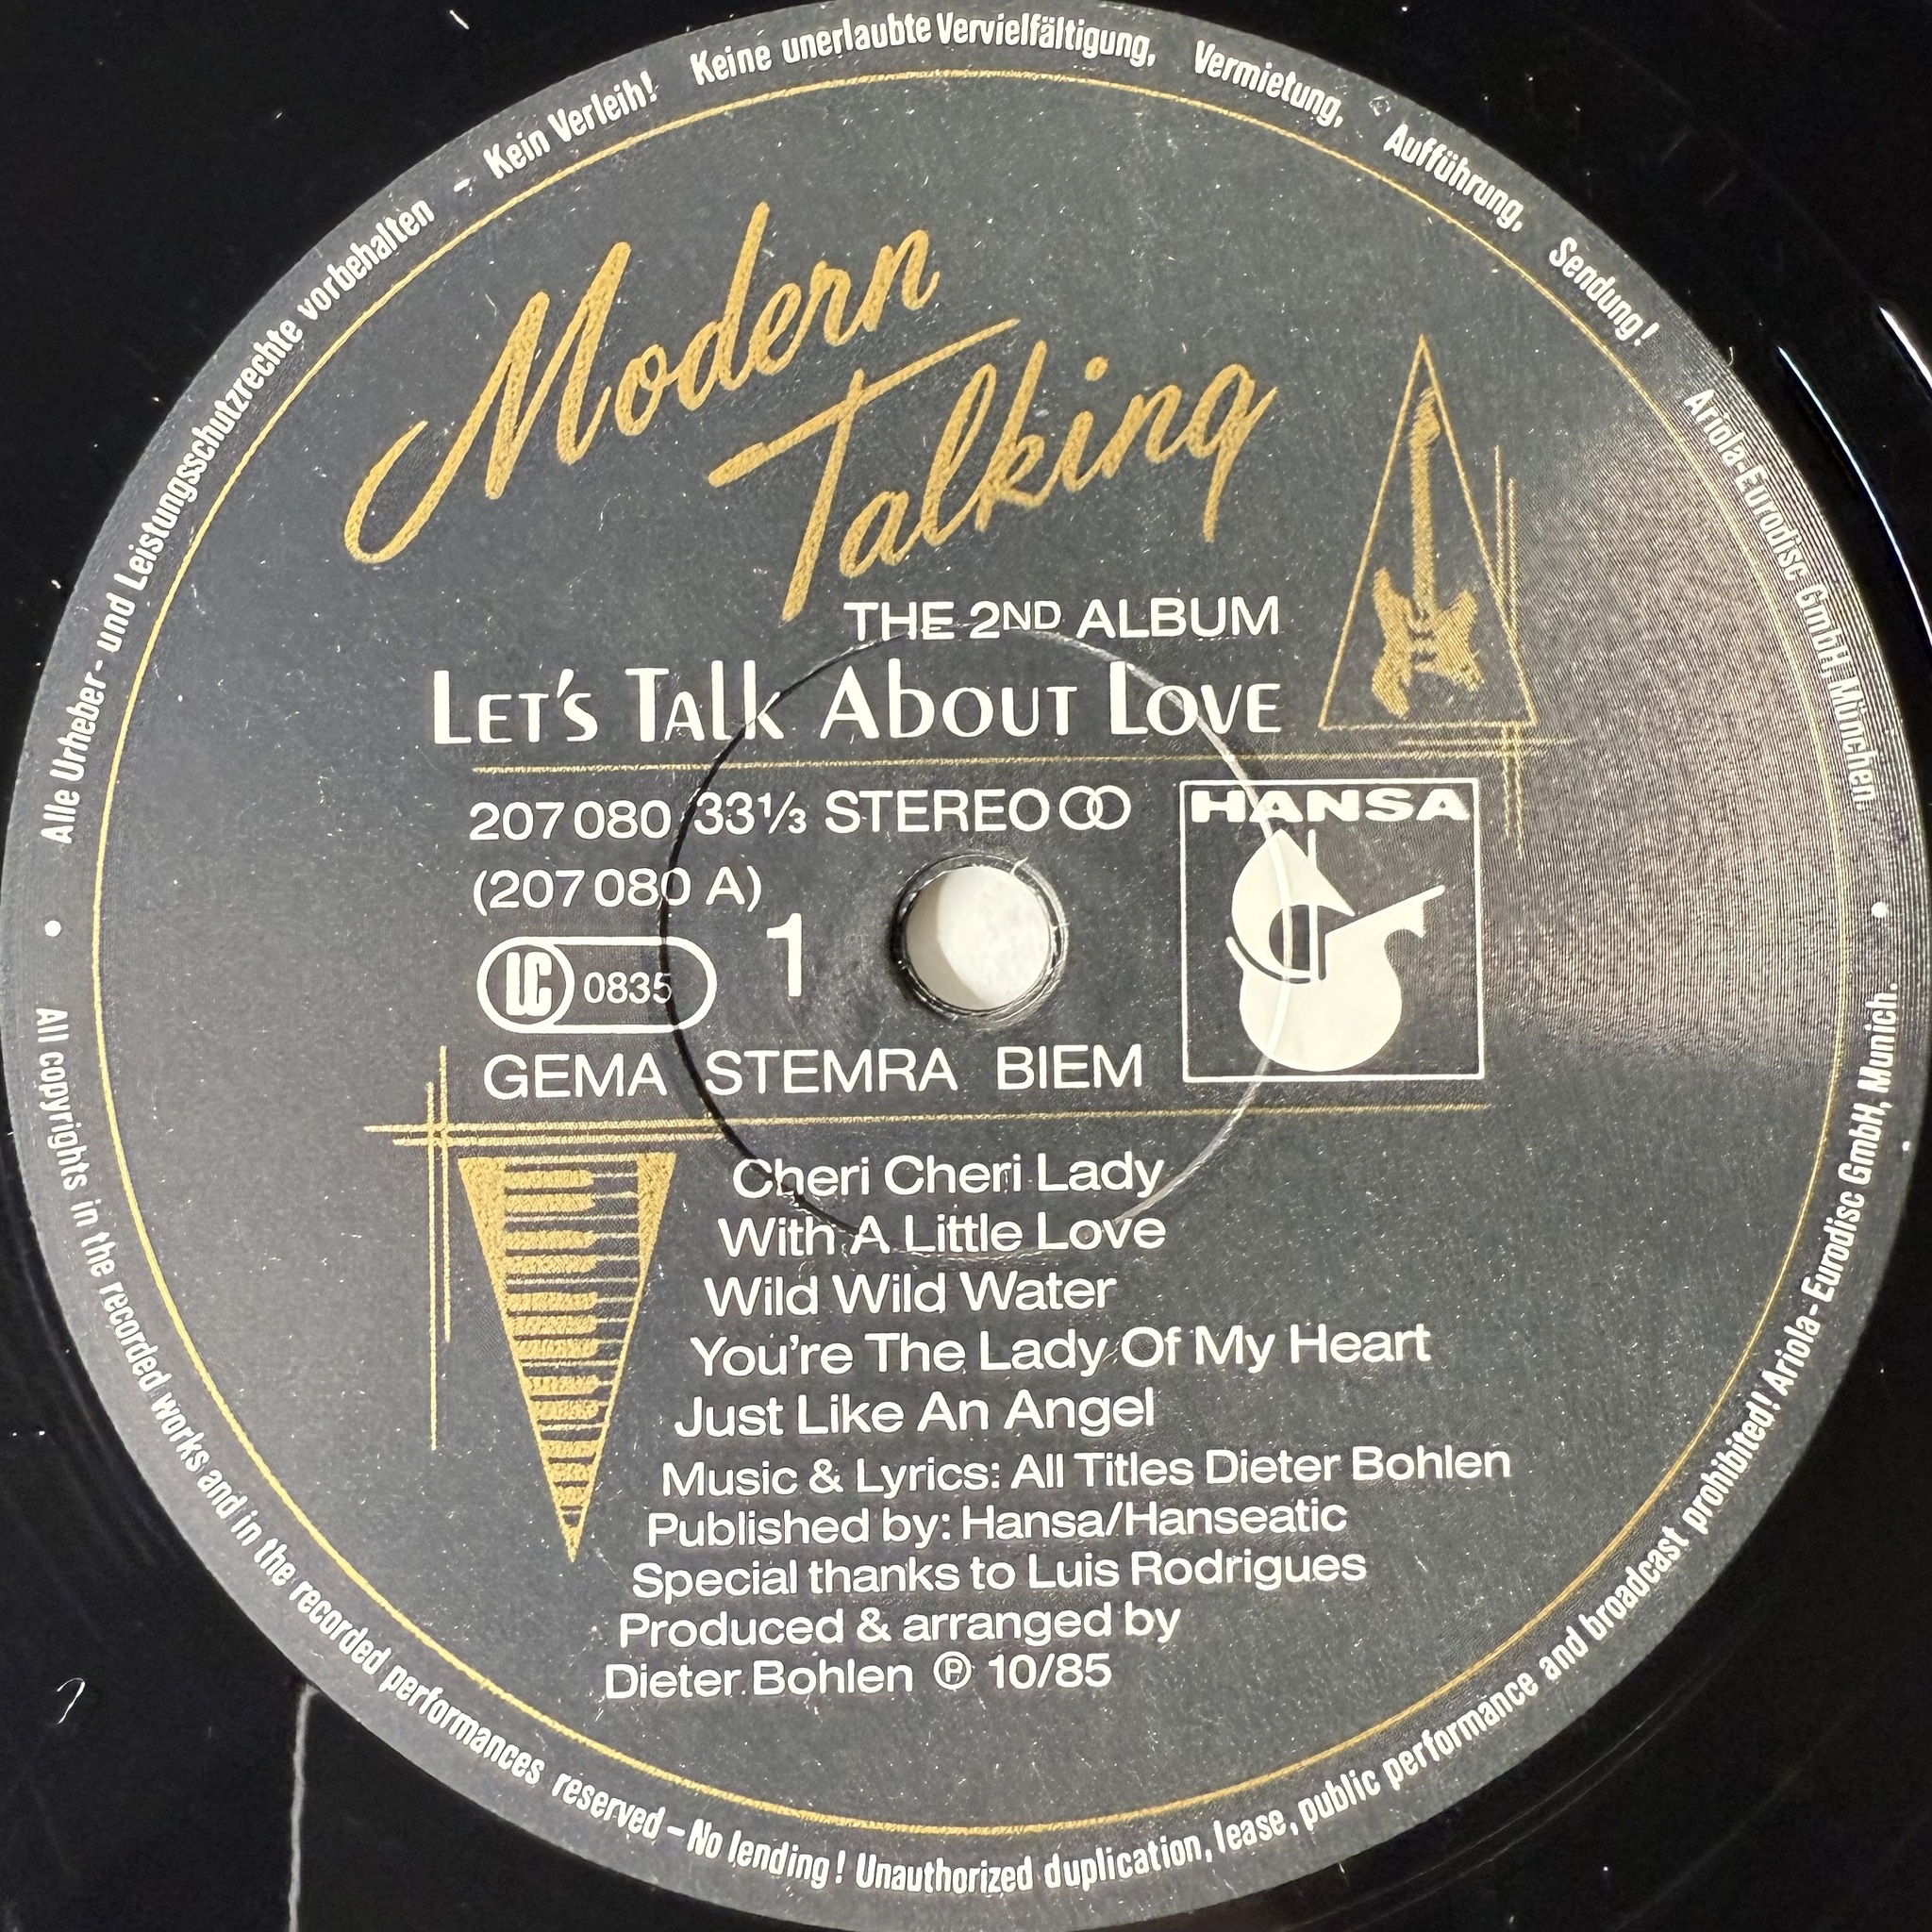 Alle Urheber- und Leistungsschutzrechte vorbehalten - Kein Verleih! Keine unerlaubte Vervielfältigung, Vermietung, Aufführung, Sendung! Ariola-Eurodisc GmbH, München.
Modern
Talking
THE 2ND ALBUM
LET'S TALK ABOUT LOVE
207 080 33⅓ STEREO
(207 080 A)
1
LC 0835
HANSA
GEMA STEMRA BIEM
Cheri Cheri Lady
With A Little Love
Wild Wild Water
You're The Lady Of My Heart
Just Like An Angel
Music & Lyrics: All Titles Dieter Bohlen
Published by: Hansa/Hanseatic
Special thanks to Luis Rodrigues
Produced & arranged by
Dieter Bohlen ℗ 10/85
All copyrights in the recorded works and in the recorded performances reserved – No lending! Unauthorized duplication, lease, public performance and broadcast prohibited! Ariola-Eurodisc GmbH, Munich.